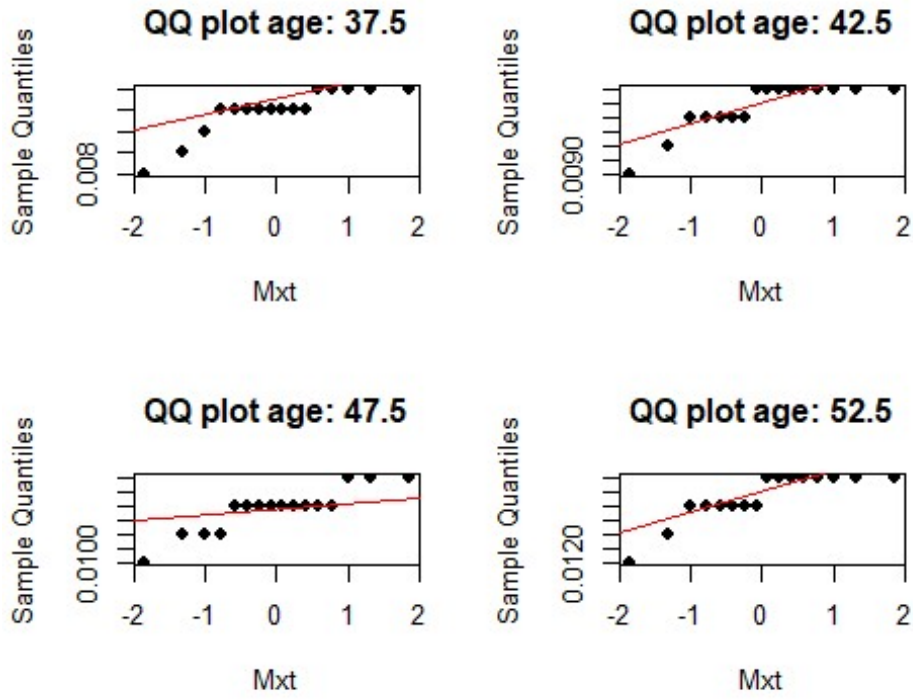 QQ plot age: 37.5
Sample Quantiles
0.008
-2 -1 0 1 2
Mxt
QQ plot age: 42.5
Sample Quantiles
0.0090
-2 -1 0 1 2
Mxt
QQ plot age: 47.5
Sample Quantiles
0.0100
-2 -1 0 1 2
Mxt
QQ plot age: 52.5
Sample Quantiles
0.0120
-2 -1 0 1 2
Mxt